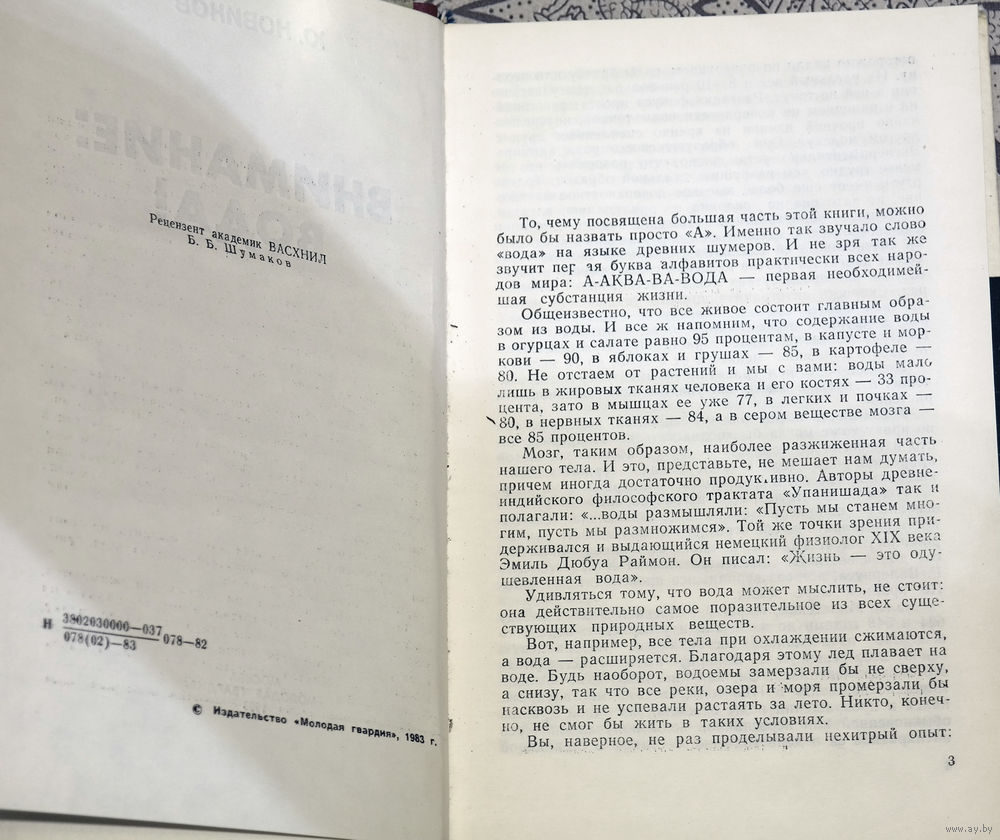 Рецензент академик ВАСХНИЛ
Б. Б. Шумаков
Н 3802030000—037
078(02)—83
078—82
© Издательство «Молодая гвардия», 1983 г.
То, чему посвящена большая часть этой книги, можно
было бы назвать просто «А». Именно так звучало слово
«вода» на языке древних шумеров. И не зря так же
звучит пер ая буква алфавитов практически всех наро-
дов мира: А-АКВА-ВА-ВОДА — первая необходимей-
шая субстанция жизни.
Общеизвестно, что все живое состоит главным обра-
зом из воды. И все ж напомним, что содержание воды
в огурцах и салате равно 95 процентам, в капусте и мор-
кови — 90, в яблоках и грушах — 85, в картофеле —
80. Не отстаем от растений и мы с вами: воды мало
лишь в жировых тканях человека и его костях — 33 про-
цента, зато в мышцах ее уже 77, в легких и почках —
80, в нервных тканях — 84, а в сером веществе мозга —
все 85 процентов.
Мозг, таким образом, наиболее разжиженная часть
нашего тела. И это, представьте, не мешает нам думать,
причем иногда достаточно продуктивно. Авторы древне-
индийского философского трактата «Упанишада» так и
полагали: «...воды размышляли: «Пусть мы станем мно-
гим, пусть мы размножимся». Той же точки зрения при-
держивался и выдающийся немецкий физиолог XIX века
Эмиль Дюбуа Раймон. Он писал: «Жизнь — это оду-
шевленная вода».
Удивляться тому, что вода может мыслить, не стоит:
она действительно самое поразительное из всех суще-
ствующих природных веществ.
Вот, например, все тела при охлаждении сжимаются,
а вода — расширяется. Благодаря этому лед плавает на
воде. Будь наоборот, водоемы замерзали бы не сверху,
а снизу, так что все реки, озера и моря промерзали бы
насквозь и не успевали растаять за лето. Никто, конеч-
но, не смог бы жить в таких условиях.
Вы, наверное, не раз проделывали нехитрый опыт:
3
www.ay.by